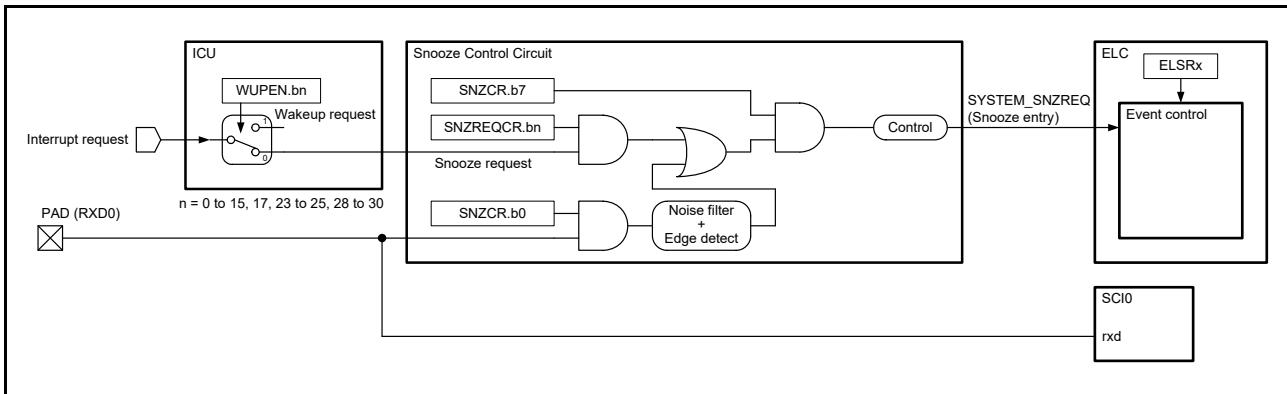 ICU
WUPEN.bn
1
Wakeup request
0
Interrupt request
n = 0 to 15, 17, 23 to 25, 28 to 30
PAD (RXD0)
Snooze Control Circuit
SNZCR.b7
SNZREQCR.bn
Snooze request
SNZCR.b0
Noise filter
+
Edge detect
Control
SYSTEM_SNZREQ
(Snooze entry)
ELC
ELSRx
Event control
SCI0
rxd